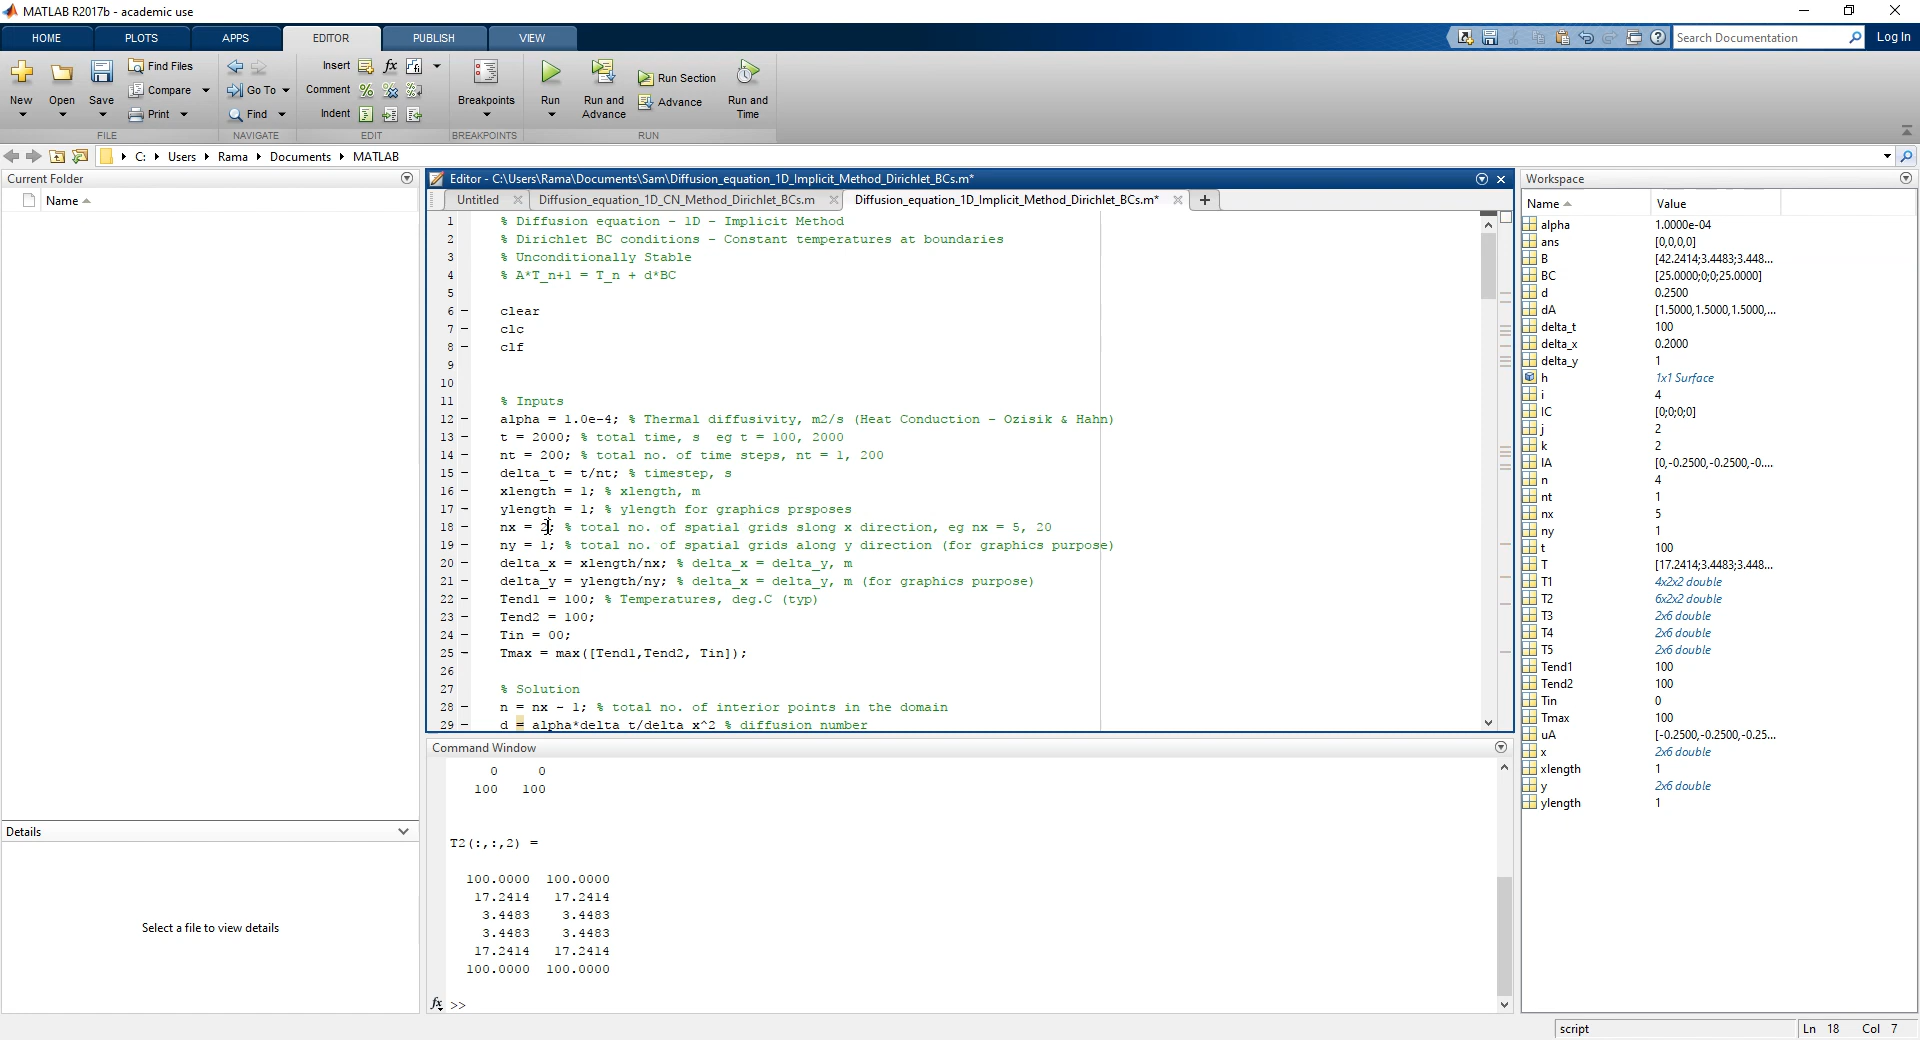 MATLAB R2017b - academic use
HOME PLOTS APPS EDITOR PUBLISH VIEW Search Documentation Log In
New Open Save Find Files Compare Print Go To Find Insert fx Comment Indent Breakpoints Run Run and Advance Run Section Advance Run and Time
FILE NAVIGATE EDIT BREAKPOINTS RUN
C: Users Rama Documents MATLAB
Current Folder
Name
Details
Select a file to view details
Editor - C:\Users\Rama\Documents\Sam\Diffusion_equation_1D_Implicit_Method_Dirichlet_BCs.m*
Untitled Diffusion_equation_1D_CN_Method_Dirichlet_BCs.m Diffusion_equation_1D_Implicit_Method_Dirichlet_BCs.m*
1 % Diffusion equation - 1D - Implicit Method
2 % Dirichlet BC conditions - Constant temperatures at boundaries
3 % Unconditionally Stable
4 % A*T_n+1 = T_n + d*BC
5
6 - clear
7 - clc
8 - clf
9
10
11 % Inputs
12 - alpha = 1.0e-4; % Thermal diffusivity, m2/s (Heat Conduction - Ozisik & Hahn)
13 - t = 2000; % total time, s eg t = 100, 2000
14 - nt = 200; % total no. of time steps, nt = 1, 200
15 - delta_t = t/nt; % timestep, s
16 - xlength = 1; % xlength, m
17 - ylength = 1; % ylength for graphics prsposes
18 - nx = 2; % total no. of spatial grids slong x direction, eg nx = 5, 20
19 - ny = 1; % total no. of spatial grids along y direction (for graphics purpose)
20 - delta_x = xlength/nx; % delta_x = delta_y, m
21 - delta_y = ylength/ny; % delta_x = delta_y, m (for graphics purpose)
22 - Tend1 = 100; % Temperatures, deg.C (typ)
23 - Tend2 = 100;
24 - Tin = 00;
25 - Tmax = max([Tend1,Tend2, Tin]);
26
27 % Solution
28 - n = nx - 1; % total no. of interior points in the domain
29 - d = alpha*delta_t/delta_x^2 % diffusion number
Command Window
0 0
100 100
T2(:,:,2) =
100.0000 100.0000
17.2414 17.2414
3.4483 3.4483
3.4483 3.4483
17.2414 17.2414
100.0000 100.0000
fx >>
Workspace
Name Value
alpha 1.0000e-04
ans [0,0,0,0]
B [42.2414;3.4483;3.448...
BC [25.0000;0;0;25.0000]
d 0.2500
dA [1.5000,1.5000,1.5000,...
delta_t 100
delta_x 0.2000
delta_y 1
h 1x1 Surface
i 4
IC [0;0;0;0]
j 2
k 2
lA [0,-0.2500,-0.2500,-0....
n 4
nt 1
nx 5
ny 1
t 100
T [17.2414;3.4483;3.448...
T1 4x2x2 double
T2 6x2x2 double
T3 2x6 double
T4 2x6 double
T5 2x6 double
Tend1 100
Tend2 100
Tin 0
Tmax 100
uA [-0.2500,-0.2500,-0.25...
x 2x6 double
xlength 1
y 2x6 double
ylength 1
script Ln 18 Col 7